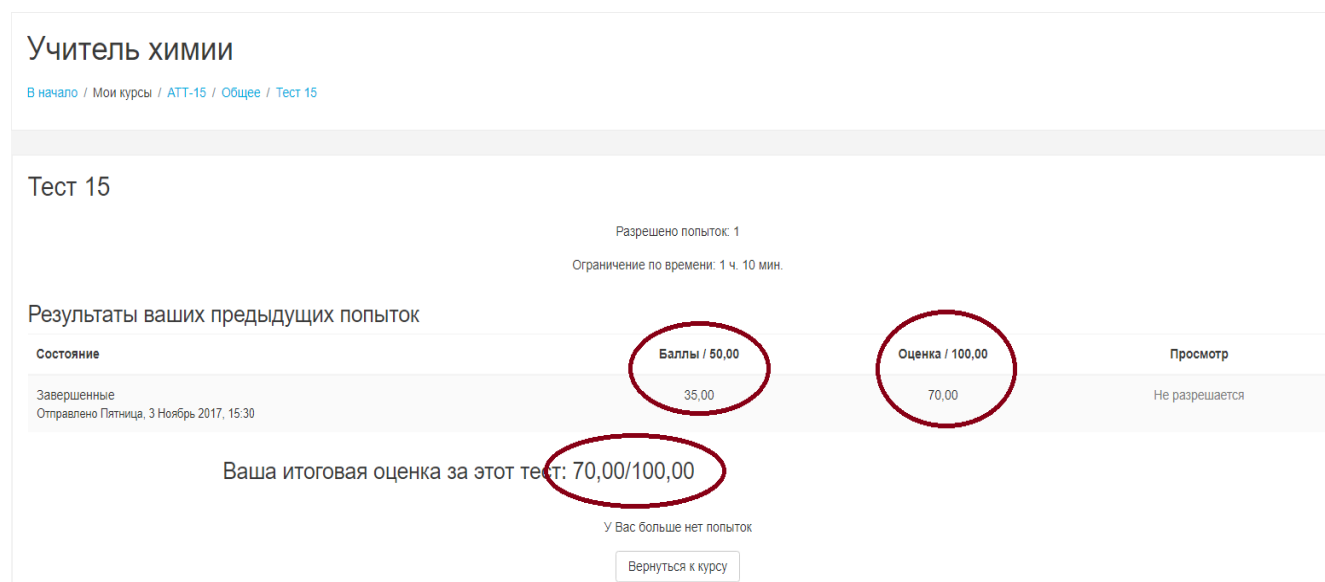 Учитель химии
В начало / Мои курсы / АТТ-15 / Общее / Тест 15
Тест 15
Разрешено попыток: 1
Ограничение по времени: 1 ч. 10 мин.
Результаты ваших предыдущих попыток
Состояние Баллы / 50,00 Оценка / 100,00 Просмотр
Завершенные 35,00 70,00 Не разрешается
Отправлено Пятница, 3 Ноябрь 2017, 15:30
Ваша итоговая оценка за этот тест: 70,00/100,00
У Вас больше нет попыток
Вернуться к курсу